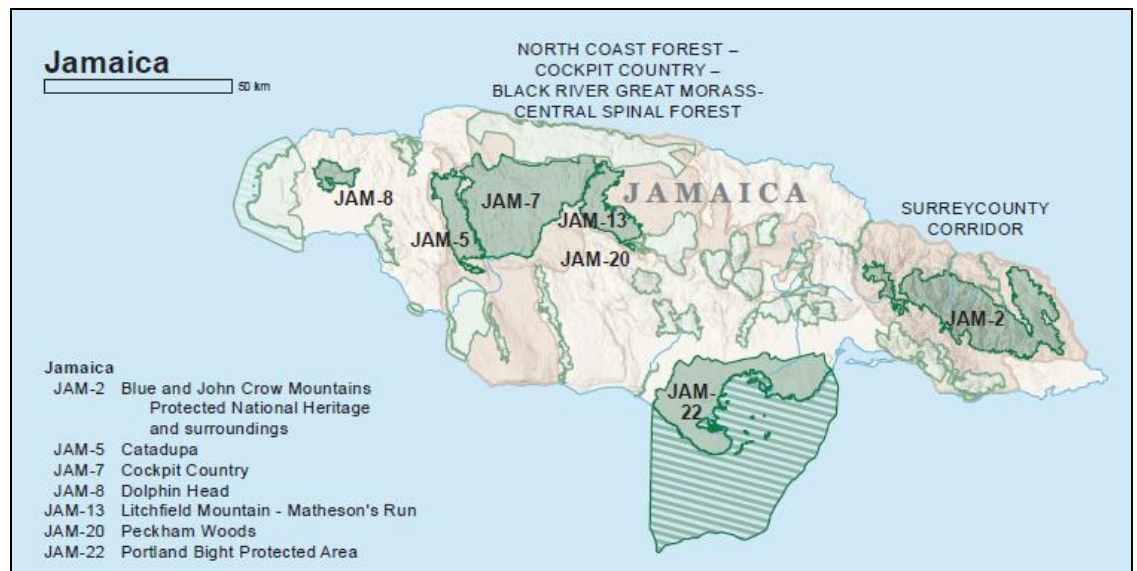 Jamaica
50 km
NORTH COAST FOREST –
COCKPIT COUNTRY –
BLACK RIVER GREAT MORASS-
CENTRAL SPINAL FOREST
JAMAICA
JAM-8
JAM-7
JAM-13
JAM-5
JAM-20
SURREYCOUNTY
CORRIDOR
JAM-2
JAM-
22
Jamaica
JAM-2 Blue and John Crow Mountains
Protected National Heritage
and surroundings
JAM-5 Catadupa
JAM-7 Cockpit Country
JAM-8 Dolphin Head
JAM-13 Litchfield Mountain - Matheson's Run
JAM-20 Peckham Woods
JAM-22 Portland Bight Protected Area